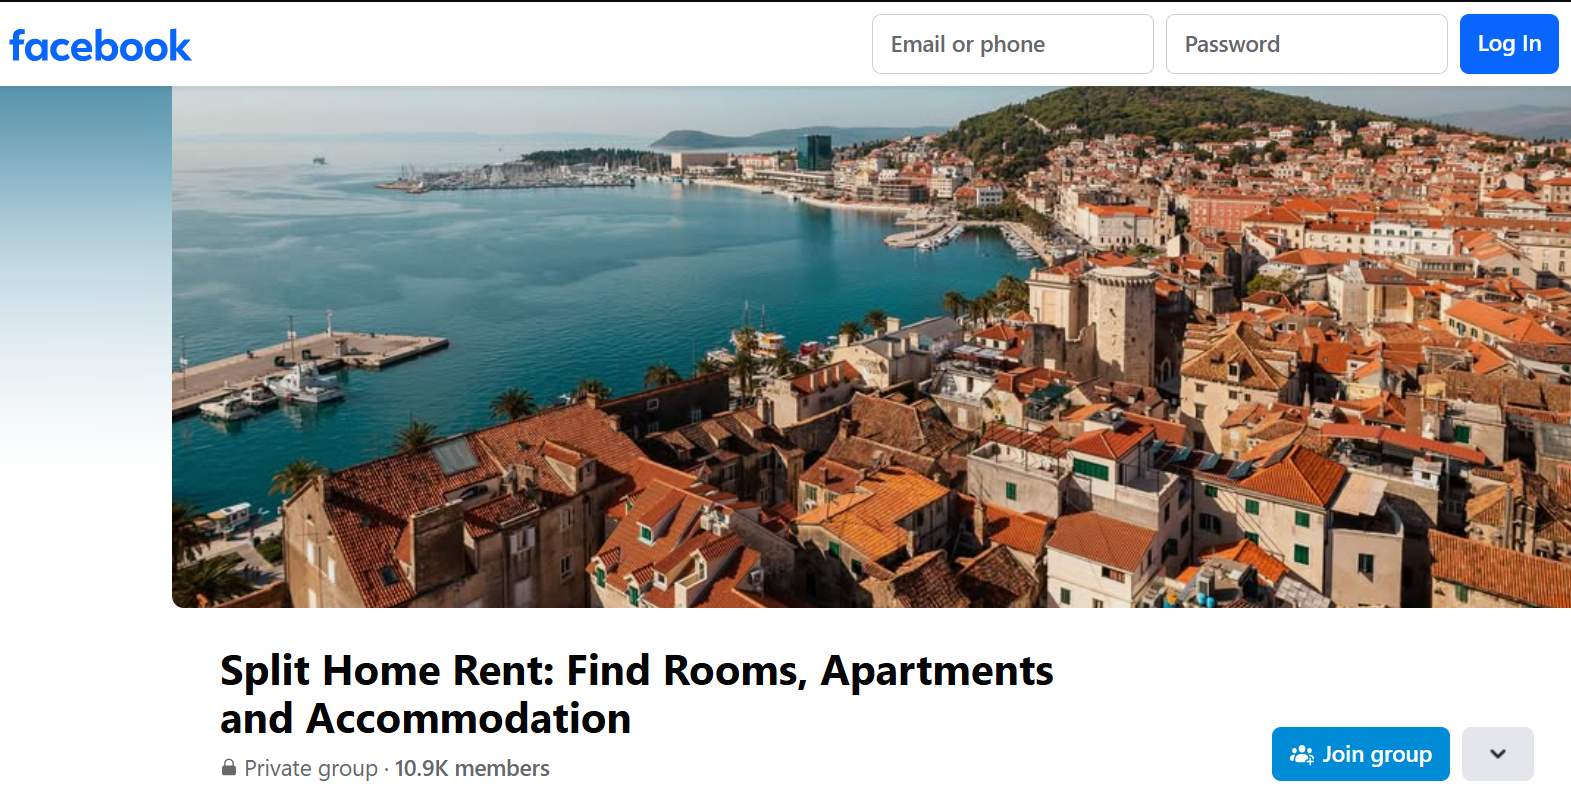 facebook
Email or phone
Password
Log In
Split Home Rent: Find Rooms, Apartments
and Accommodation
Private group · 10.9K members
Join group